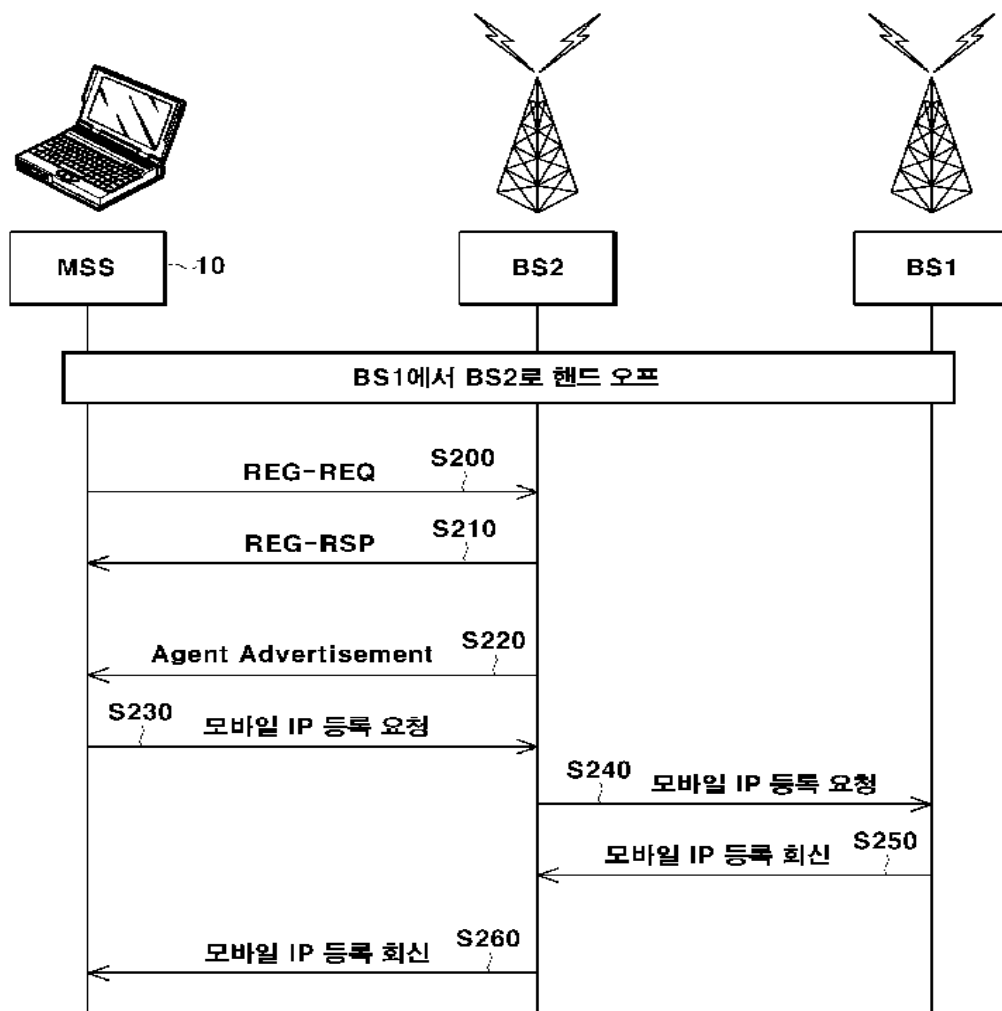 MSS
10
BS2
BS1
BS1에서 BS2로 핸드 오프
REG-REQ
S200
REG-RSP
S210
Agent Advertisement
S220
S230
모바일 IP 등록 요청
S240
모바일 IP 등록 요청
모바일 IP 등록 회신
S250
모바일 IP 등록 회신
S260